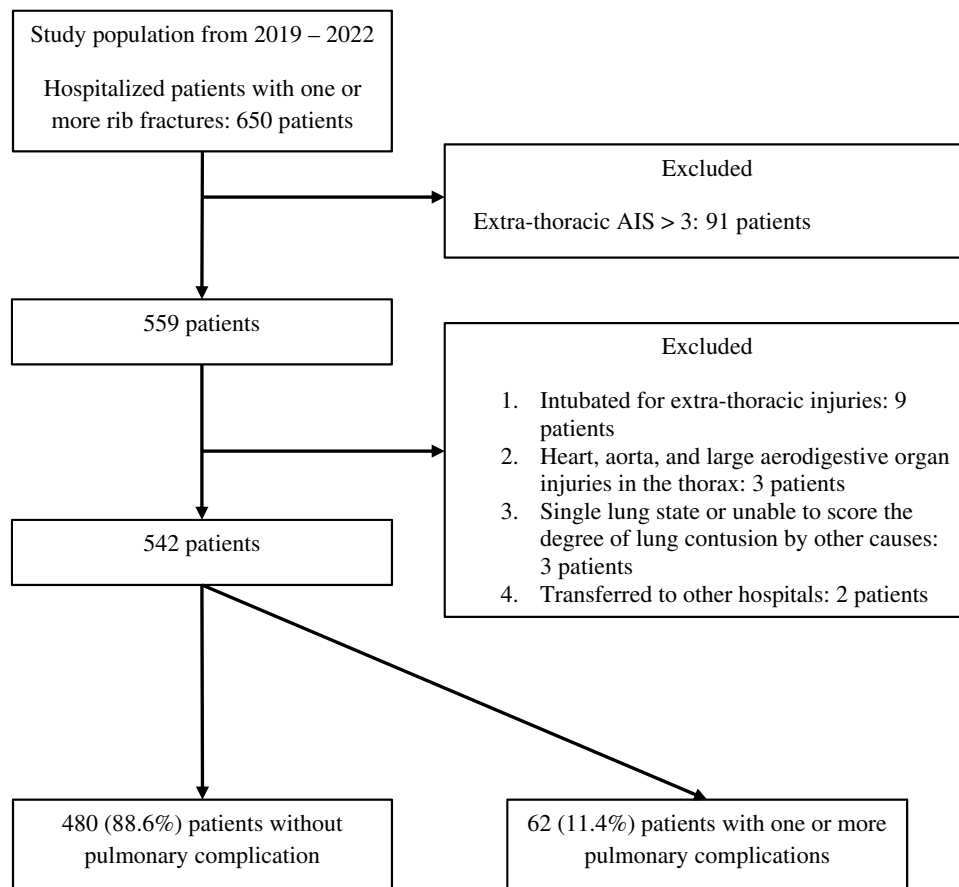 Study population from 2019 – 2022
Hospitalized patients with one or
more rib fractures: 650 patients
Excluded
Extra-thoracic AIS > 3: 91 patients
559 patients
Excluded
1. Intubated for extra-thoracic injuries: 9
patients
2. Heart, aorta, and large aerodigestive organ
injuries in the thorax: 3 patients
3. Single lung state or unable to score the
degree of lung contusion by other causes:
3 patients
4. Transferred to other hospitals: 2 patients
542 patients
480 (88.6%) patients without
pulmonary complication
62 (11.4%) patients with one or more
pulmonary complications